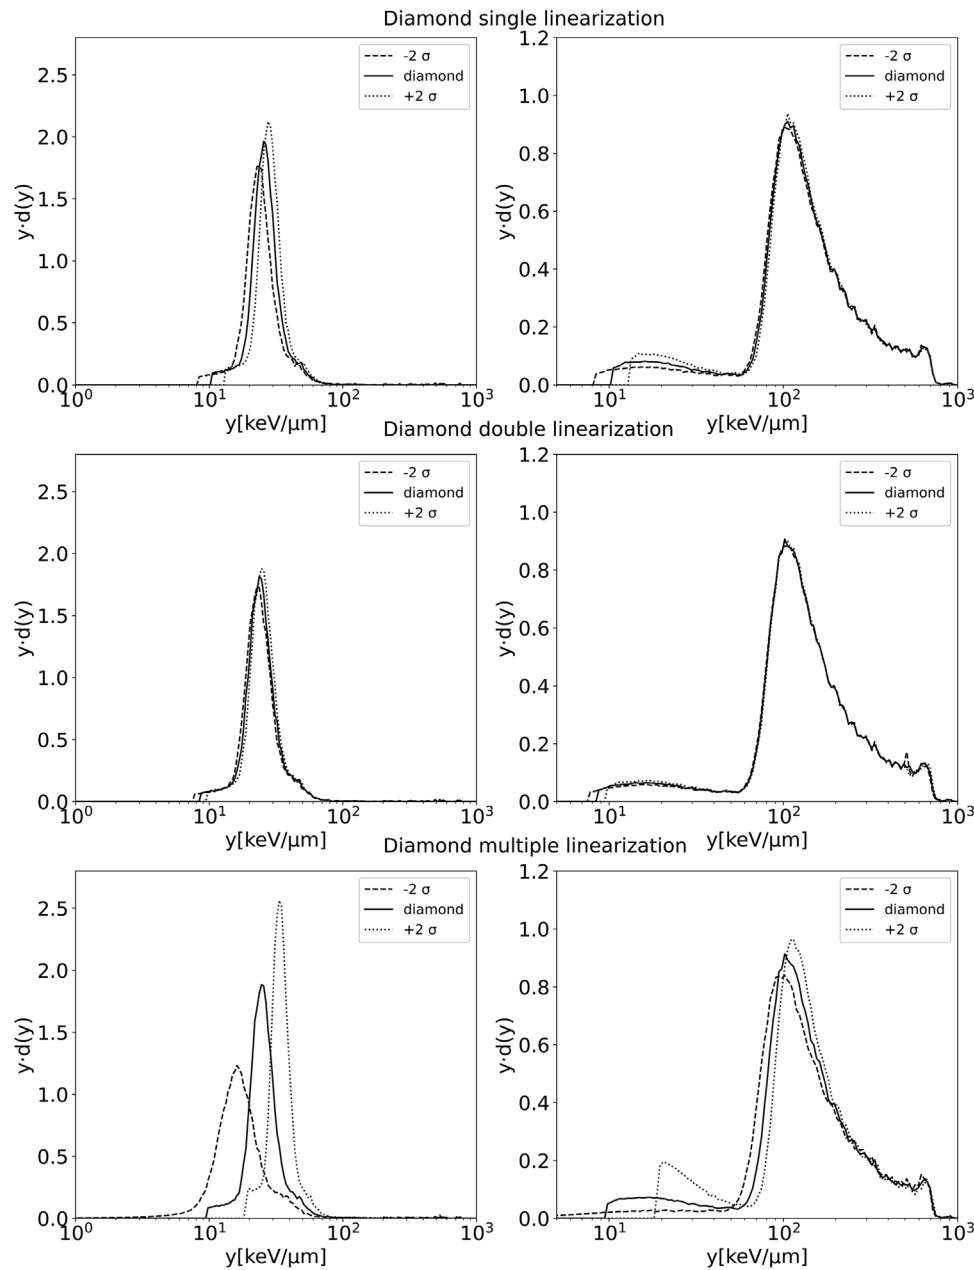 Diamond single linearization
y·d(y)
2.5
2.0
1.5
1.0
0.5
0.0
10⁰ 10¹ 10² 10³
y[keV/μm]
-2 σ
diamond
+2 σ
y·d(y)
1.2
1.0
0.8
0.6
0.4
0.2
0.0
10¹ 10² 10³
y[keV/μm]
-2 σ
diamond
+2 σ
Diamond double linearization
y·d(y)
2.5
2.0
1.5
1.0
0.5
0.0
10⁰ 10¹ 10² 10³
y[keV/μm]
-2 σ
diamond
+2 σ
y·d(y)
1.2
1.0
0.8
0.6
0.4
0.2
0.0
10¹ 10² 10³
y[keV/μm]
-2 σ
diamond
+2 σ
Diamond multiple linearization
y·d(y)
2.5
2.0
1.5
1.0
0.5
0.0
10⁰ 10¹ 10² 10³
y[keV/μm]
-2 σ
diamond
+2 σ
y·d(y)
1.2
1.0
0.8
0.6
0.4
0.2
0.0
10¹ 10² 10³
y[keV/μm]
-2 σ
diamond
+2 σ